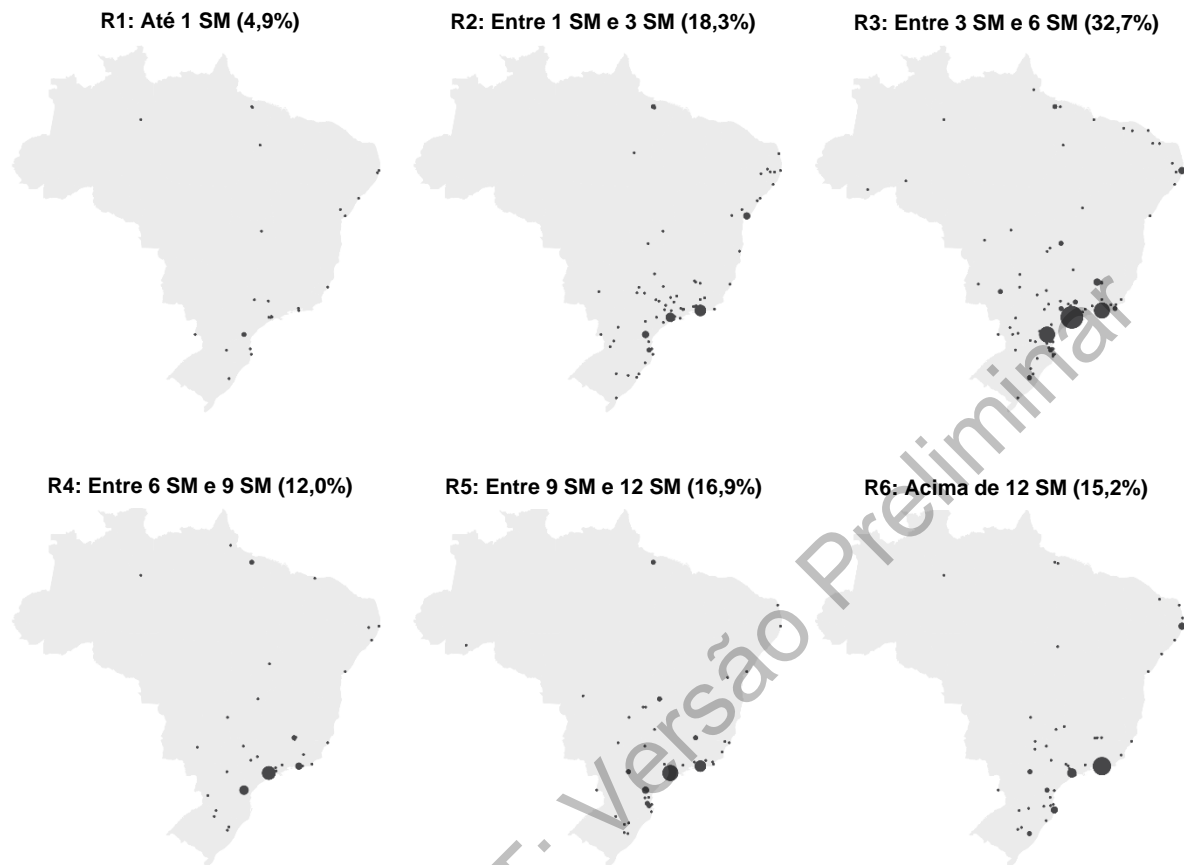 R1: Até 1 SM (4,9%)
R2: Entre 1 SM e 3 SM (18,3%)
R3: Entre 3 SM e 6 SM (32,7%)
R4: Entre 6 SM e 9 SM (12,0%)
R5: Entre 9 SM e 12 SM (16,9%)
R6: Acima de 12 SM (15,2%)
: Versão Preliminar